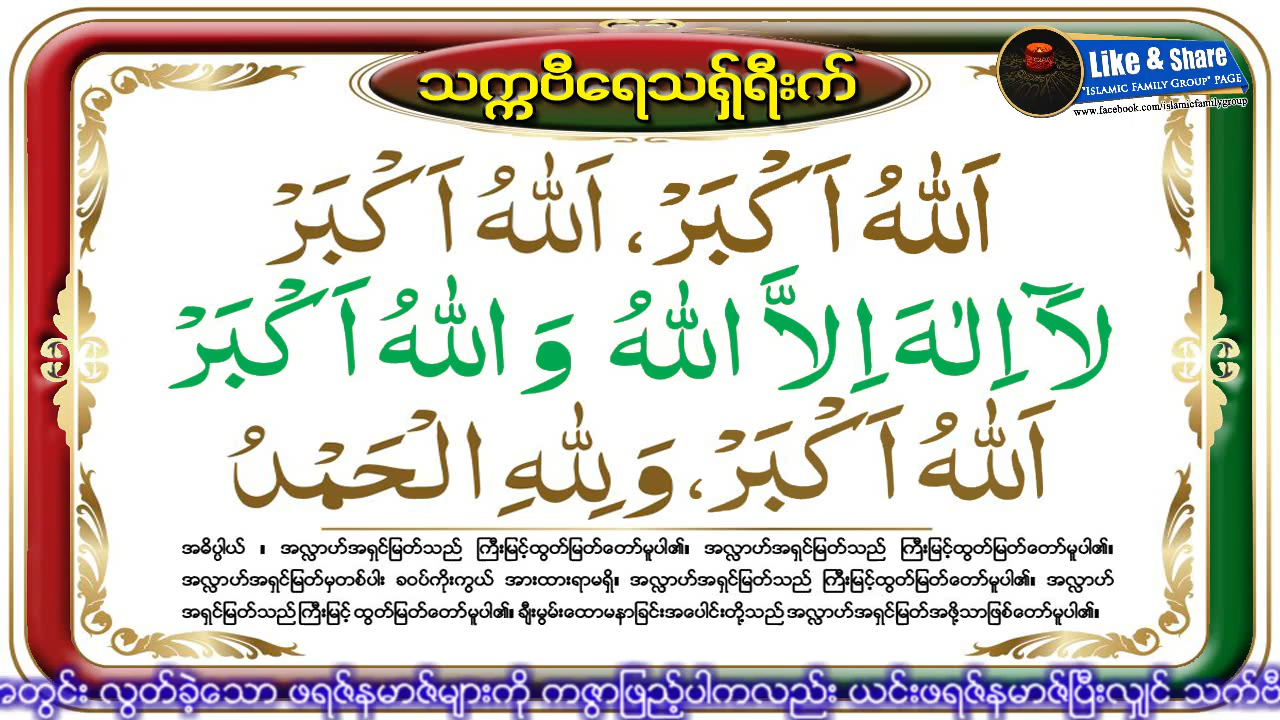 သက္ကဗီရေသရှ်ရီးက်
Like & Share
"Islamic Family Group" PAGE
www.facebook.com/islamicfamilygroup
اَللّٰهُ اَكْبَرْ، اَللّٰهُ اَكْبَرْ
لَآ اِلٰهَ اِلَّا اللّٰهُ وَاللّٰهُ اَكْبَرْ
اَللّٰهُ اَكْبَرْ، وَلِلّٰهِ الْحَمْدُ
အဓိပ္ပါယ် ။ အလ္လာဟ်အရှင်မြတ်သည် ကြီးမြင့်ထွတ်မြတ်တော်မူပါ၏။ အလ္လာဟ်အရှင်မြတ်သည် ကြီးမြင့်ထွတ်မြတ်တော်မူပါ၏။
အလ္လာဟ်အရှင်မြတ်မှတစ်ပါး ခဝပ်ကိုးကွယ် အားထားရာမရှိ။ အလ္လာဟ်အရှင်မြတ်သည် ကြီးမြင့်ထွတ်မြတ်တော်မူပါ၏။ အလ္လာဟ်
အရှင်မြတ်သည်ကြီးမြင့် ထွတ်မြတ်တော်မူပါ၏။ ချီးမွမ်းထောမနာခြင်းအပေါင်းတို့သည် အလ္လာဟ်အရှင်မြတ်အဖို့သာဖြစ်တော်မူပါ၏။
အတွင်း လွတ်ခဲ့သော ဖရဇ်နမာဇ်များကို ကဇွာဖြည့်ပါကလည်း ယင်းဖရဇ်နမာဇ်ပြီးလျှင် သက်ဗီ